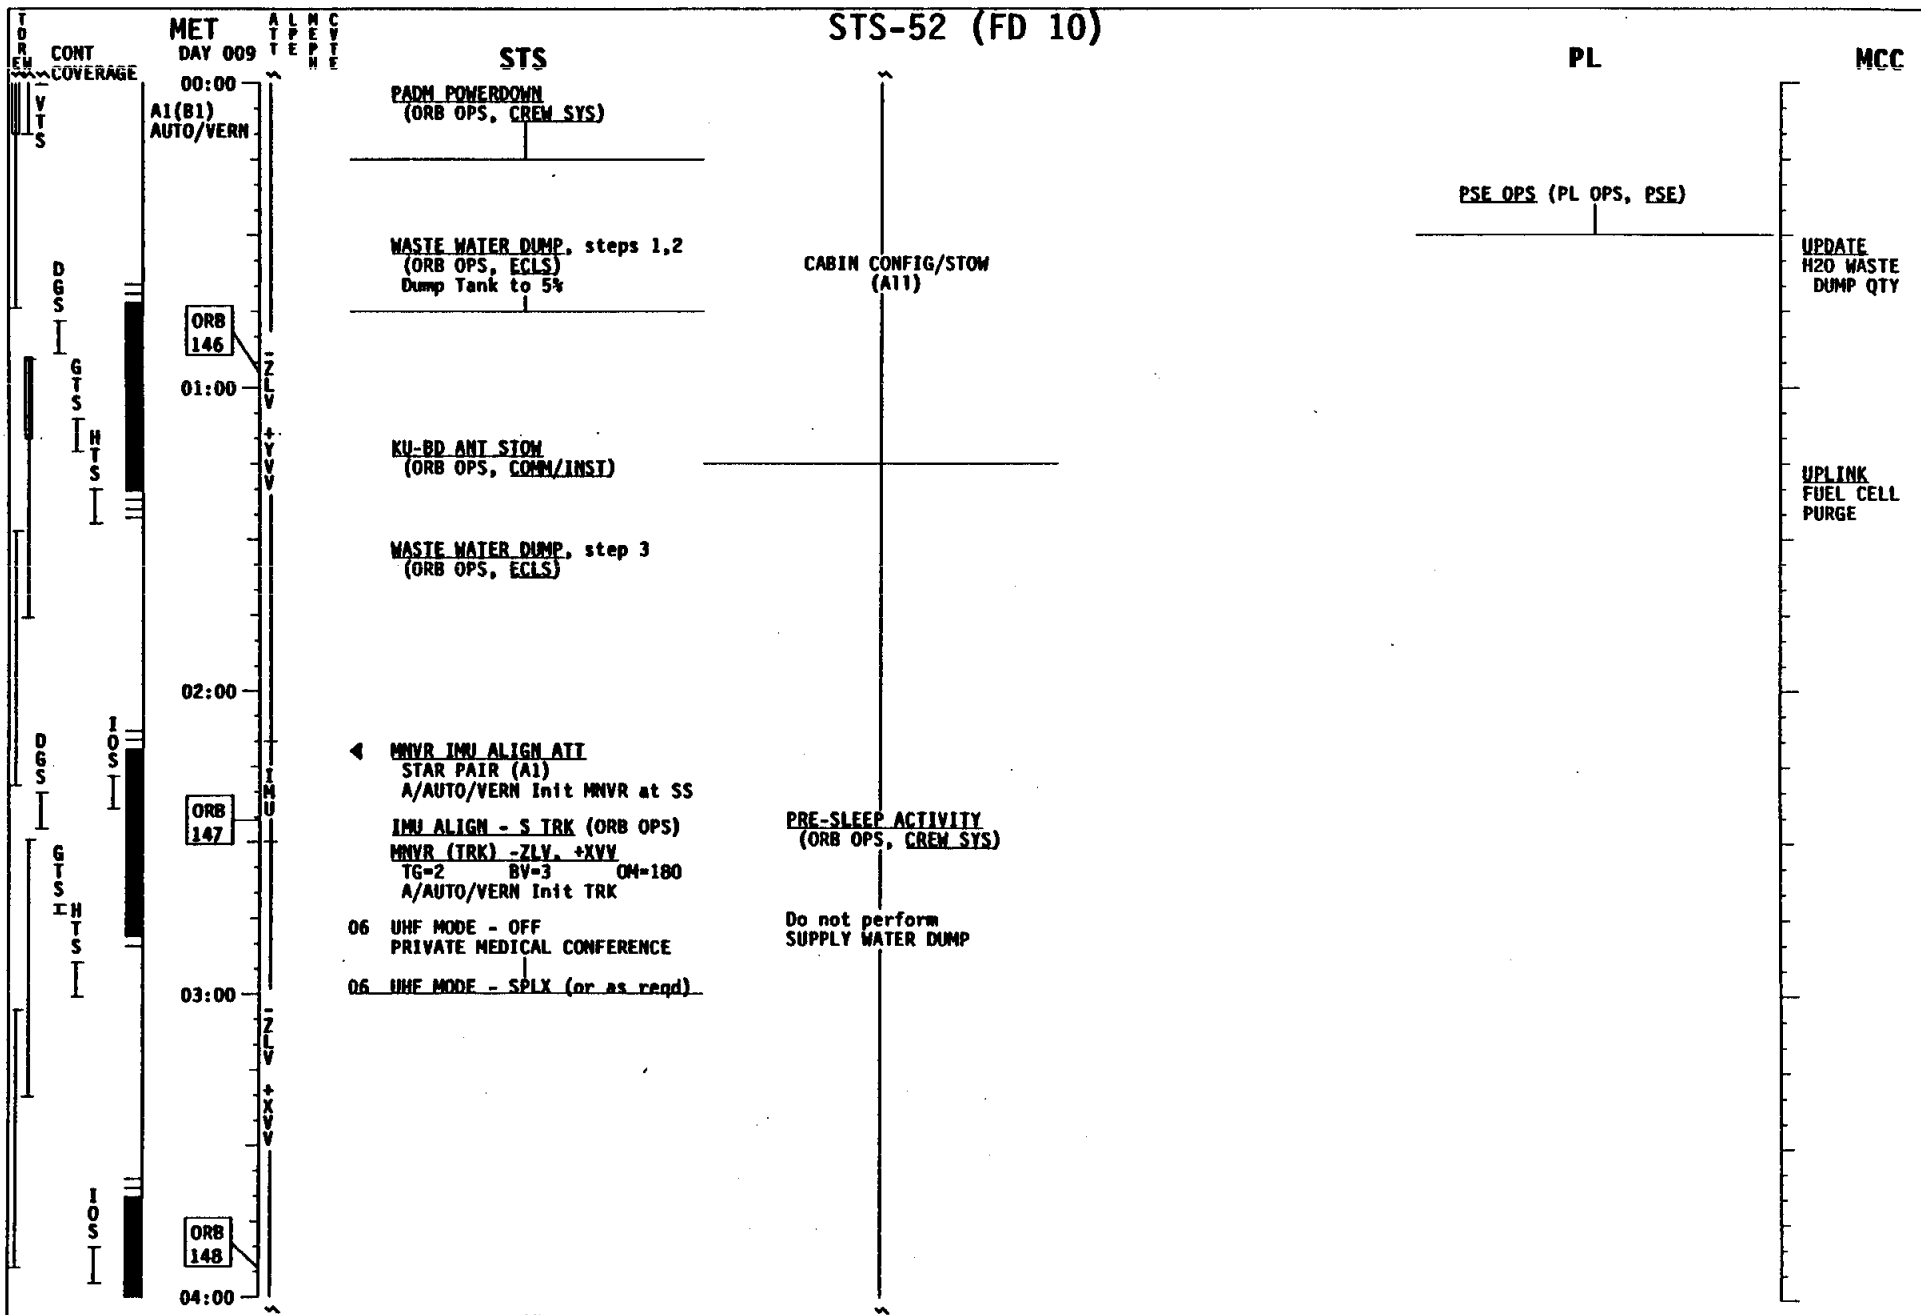 STS-52 (FD 10)
TDRS
E W
CONT
COVERAGE
MET
DAY 009
ATT
STS
PL
MCC
00:00
VTS
A1(B1)
AUTO/VERN
PADM POWERDOWN
(ORB OPS, CREW SYS)
PSE OPS (PL OPS, PSE)
WASTE WATER DUMP, steps 1,2
(ORB OPS, ECLS)
Dump Tank to 5%
CABIN CONFIG/STOW
(All)
UPDATE
H2O WASTE
DUMP QTY
DGS
ORB
146
GTS
01:00
-ZLV +YVV
HTS
KU-BD ANT STOW
(ORB OPS, COMM/INST)
UPLINK
FUEL CELL
PURGE
WASTE WATER DUMP, step 3
(ORB OPS, ECLS)
02:00
IOS
DGS
IMU
MNVR IMU ALIGN ATT
STAR PAIR (A1)
A/AUTO/VERN Init MNVR at SS
ORB
147
IMU ALIGN - S TRK (ORB OPS)
PRE-SLEEP ACTIVITY
(ORB OPS, CREW SYS)
GTS
MNVR (TRK) -ZLV, +XVV
TG=2 BV=3 OM=180
A/AUTO/VERN Init TRK
HTS
06 UHF MODE - OFF
PRIVATE MEDICAL CONFERENCE
Do not perform
SUPPLY WATER DUMP
03:00
06 UHF MODE - SPLX (or as reqd)
-ZLV +XVV
IOS
ORB
148
04:00